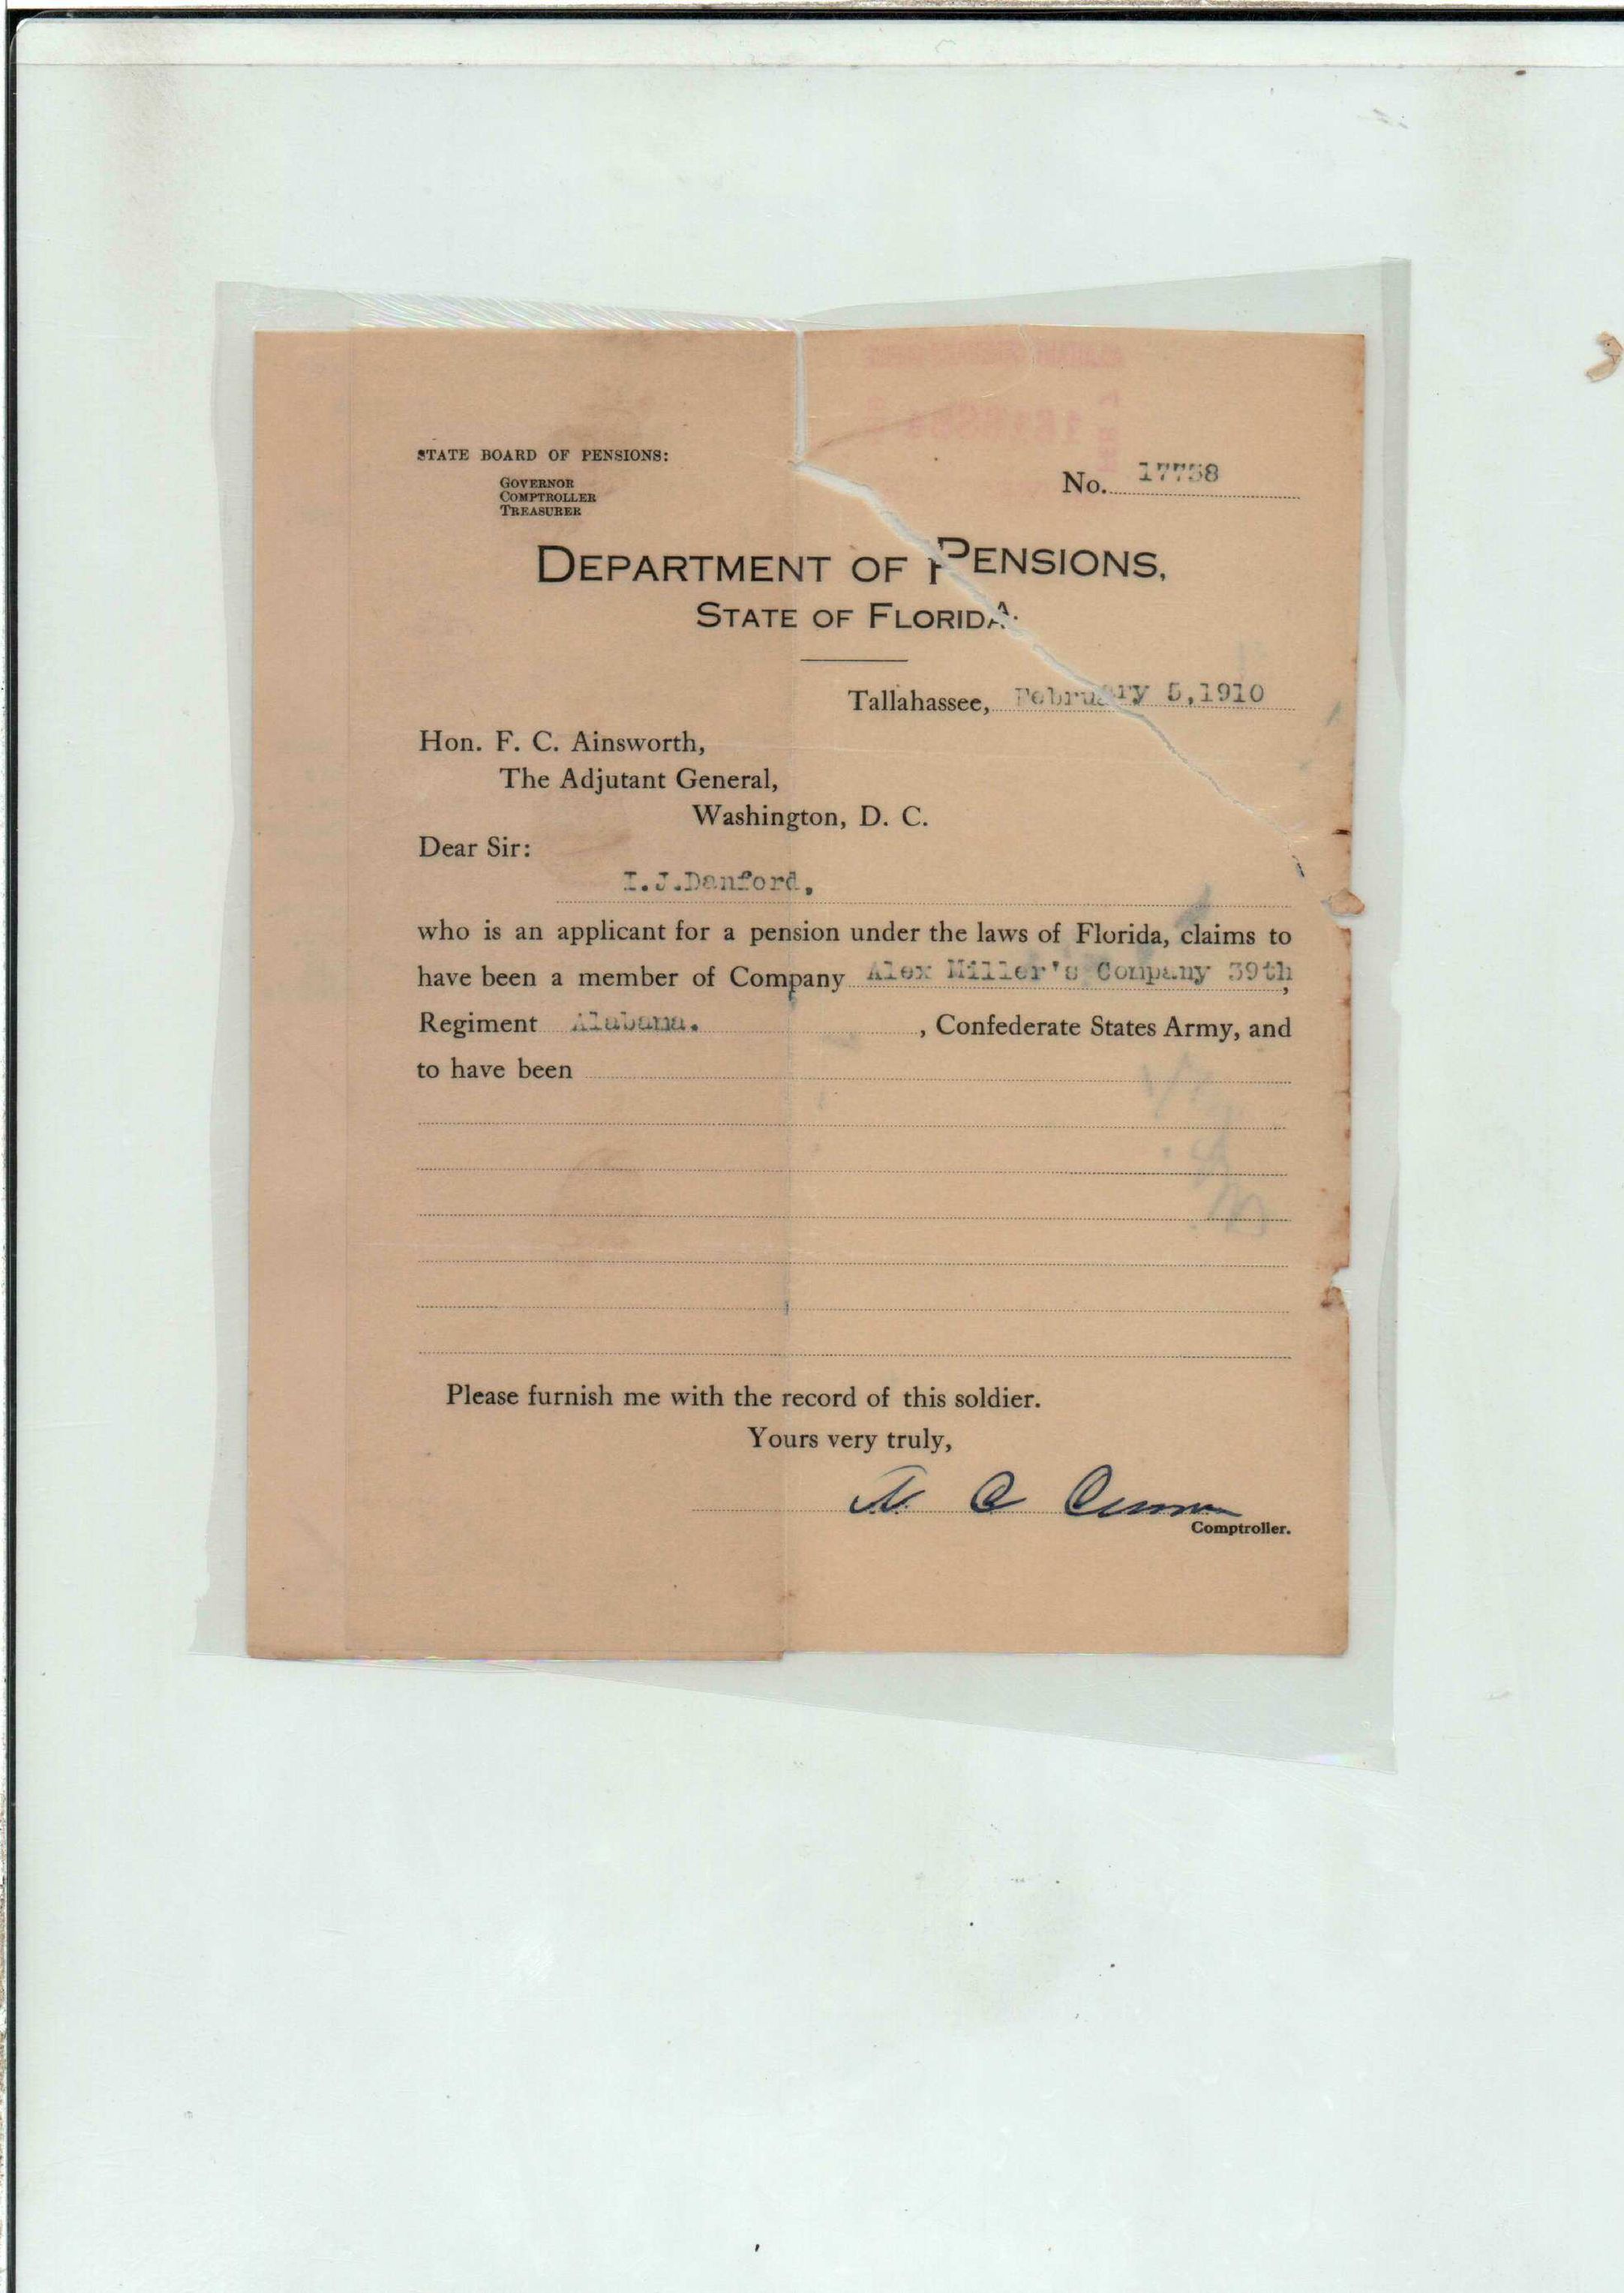 STATE BOARD OF PENSIONS:
GOVERNOR
COMPTROLLER
TREASURER
No. 17758
DEPARTMENT OF PENSIONS,
STATE OF FLORIDA.
Tallahassee, February 5,1910
Hon. F. C. Ainsworth,
The Adjutant General,
Washington, D. C.
Dear Sir:
I.J.Danford,
who is an applicant for a pension under the laws of Florida, claims to
have been a member of Company Alex Miller's Company 39th,
Regiment Alabama. , Confederate States Army, and
to have been
Please furnish me with the record of this soldier.
Yours very truly,
Comptroller.